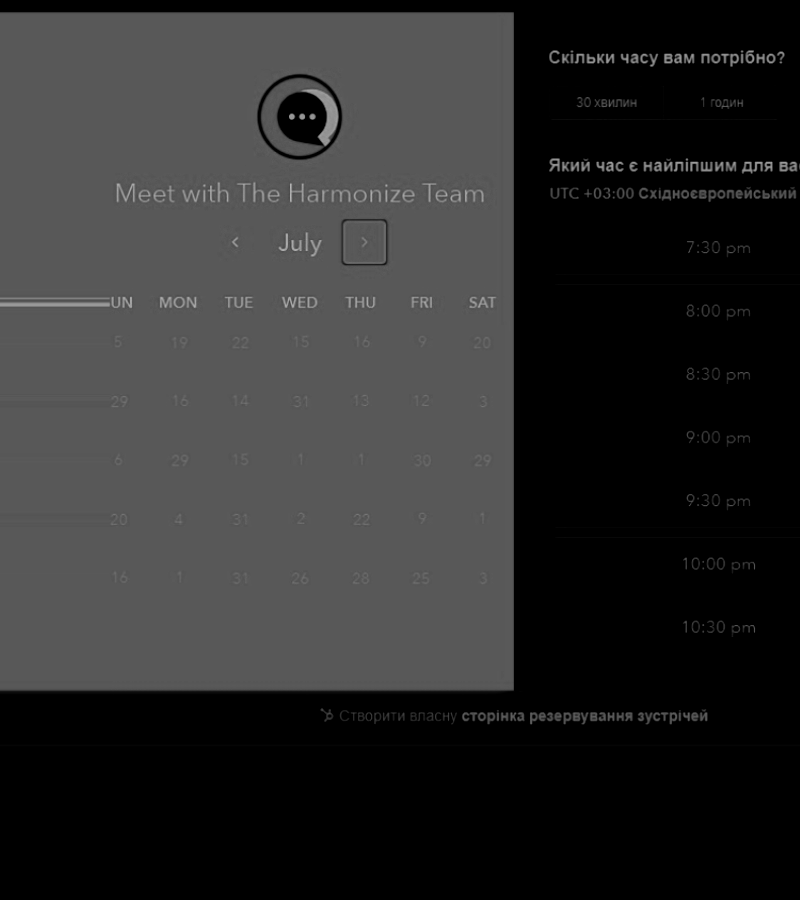 Meet with The Harmonize Team
July
UN MON TUE WED THU FRI SAT
5 19 22 15 16 9 20
29 16 14 31 13 12 3
6 29 15 1 1 30 29
20 4 31 2 22 9 1
16 1 31 26 28 25 3
Скільки часу вам потрібно?
30 хвилин 1 годин
Який час є найліпшим для вас
UTC +03:00 Східноєвропейський
7:30 pm
8:00 pm
8:30 pm
9:00 pm
9:30 pm
10:00 pm
10:30 pm
Створити власну сторінка резервування зустрічей